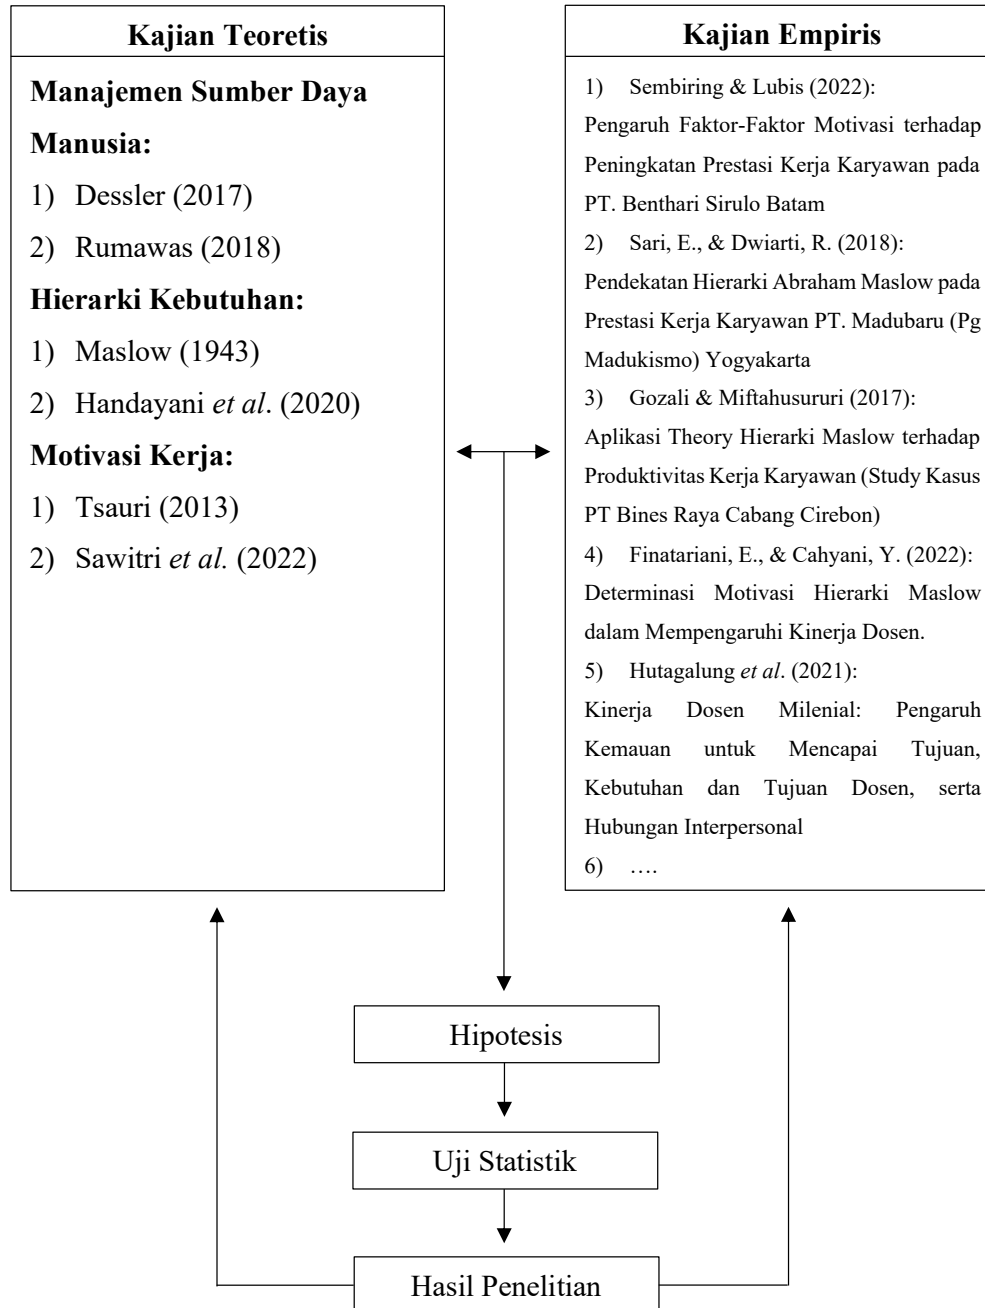 Kajian Teoretis
Manajemen Sumber Daya
Manusia:
1) Dessler (2017)
2) Rumawas (2018)
Hierarki Kebutuhan:
1) Maslow (1943)
2) Handayani et al. (2020)
Motivasi Kerja:
1) Tsauri (2013)
2) Sawitri et al. (2022)
Kajian Empiris
1) Sembiring & Lubis (2022):
Pengaruh Faktor-Faktor Motivasi terhadap
Peningkatan Prestasi Kerja Karyawan pada
PT. Benthari Sirulo Batam
2) Sari, E., & Dwiarti, R. (2018):
Pendekatan Hierarki Abraham Maslow pada
Prestasi Kerja Karyawan PT. Madubaru (Pg
Madukismo) Yogyakarta
3) Gozali & Miftahusururi (2017):
Aplikasi Theory Hierarki Maslow terhadap
Produktivitas Kerja Karyawan (Study Kasus
PT Bines Raya Cabang Cirebon)
4) Finatariani, E., & Cahyani, Y. (2022):
Determinasi Motivasi Hierarki Maslow
dalam Mempengaruhi Kinerja Dosen.
5) Hutagalung et al. (2021):
Kinerja Dosen Milenial: Pengaruh
Kemauan untuk Mencapai Tujuan,
Kebutuhan dan Tujuan Dosen, serta
Hubungan Interpersonal
6) ….
Hipotesis
Uji Statistik
Hasil Penelitian